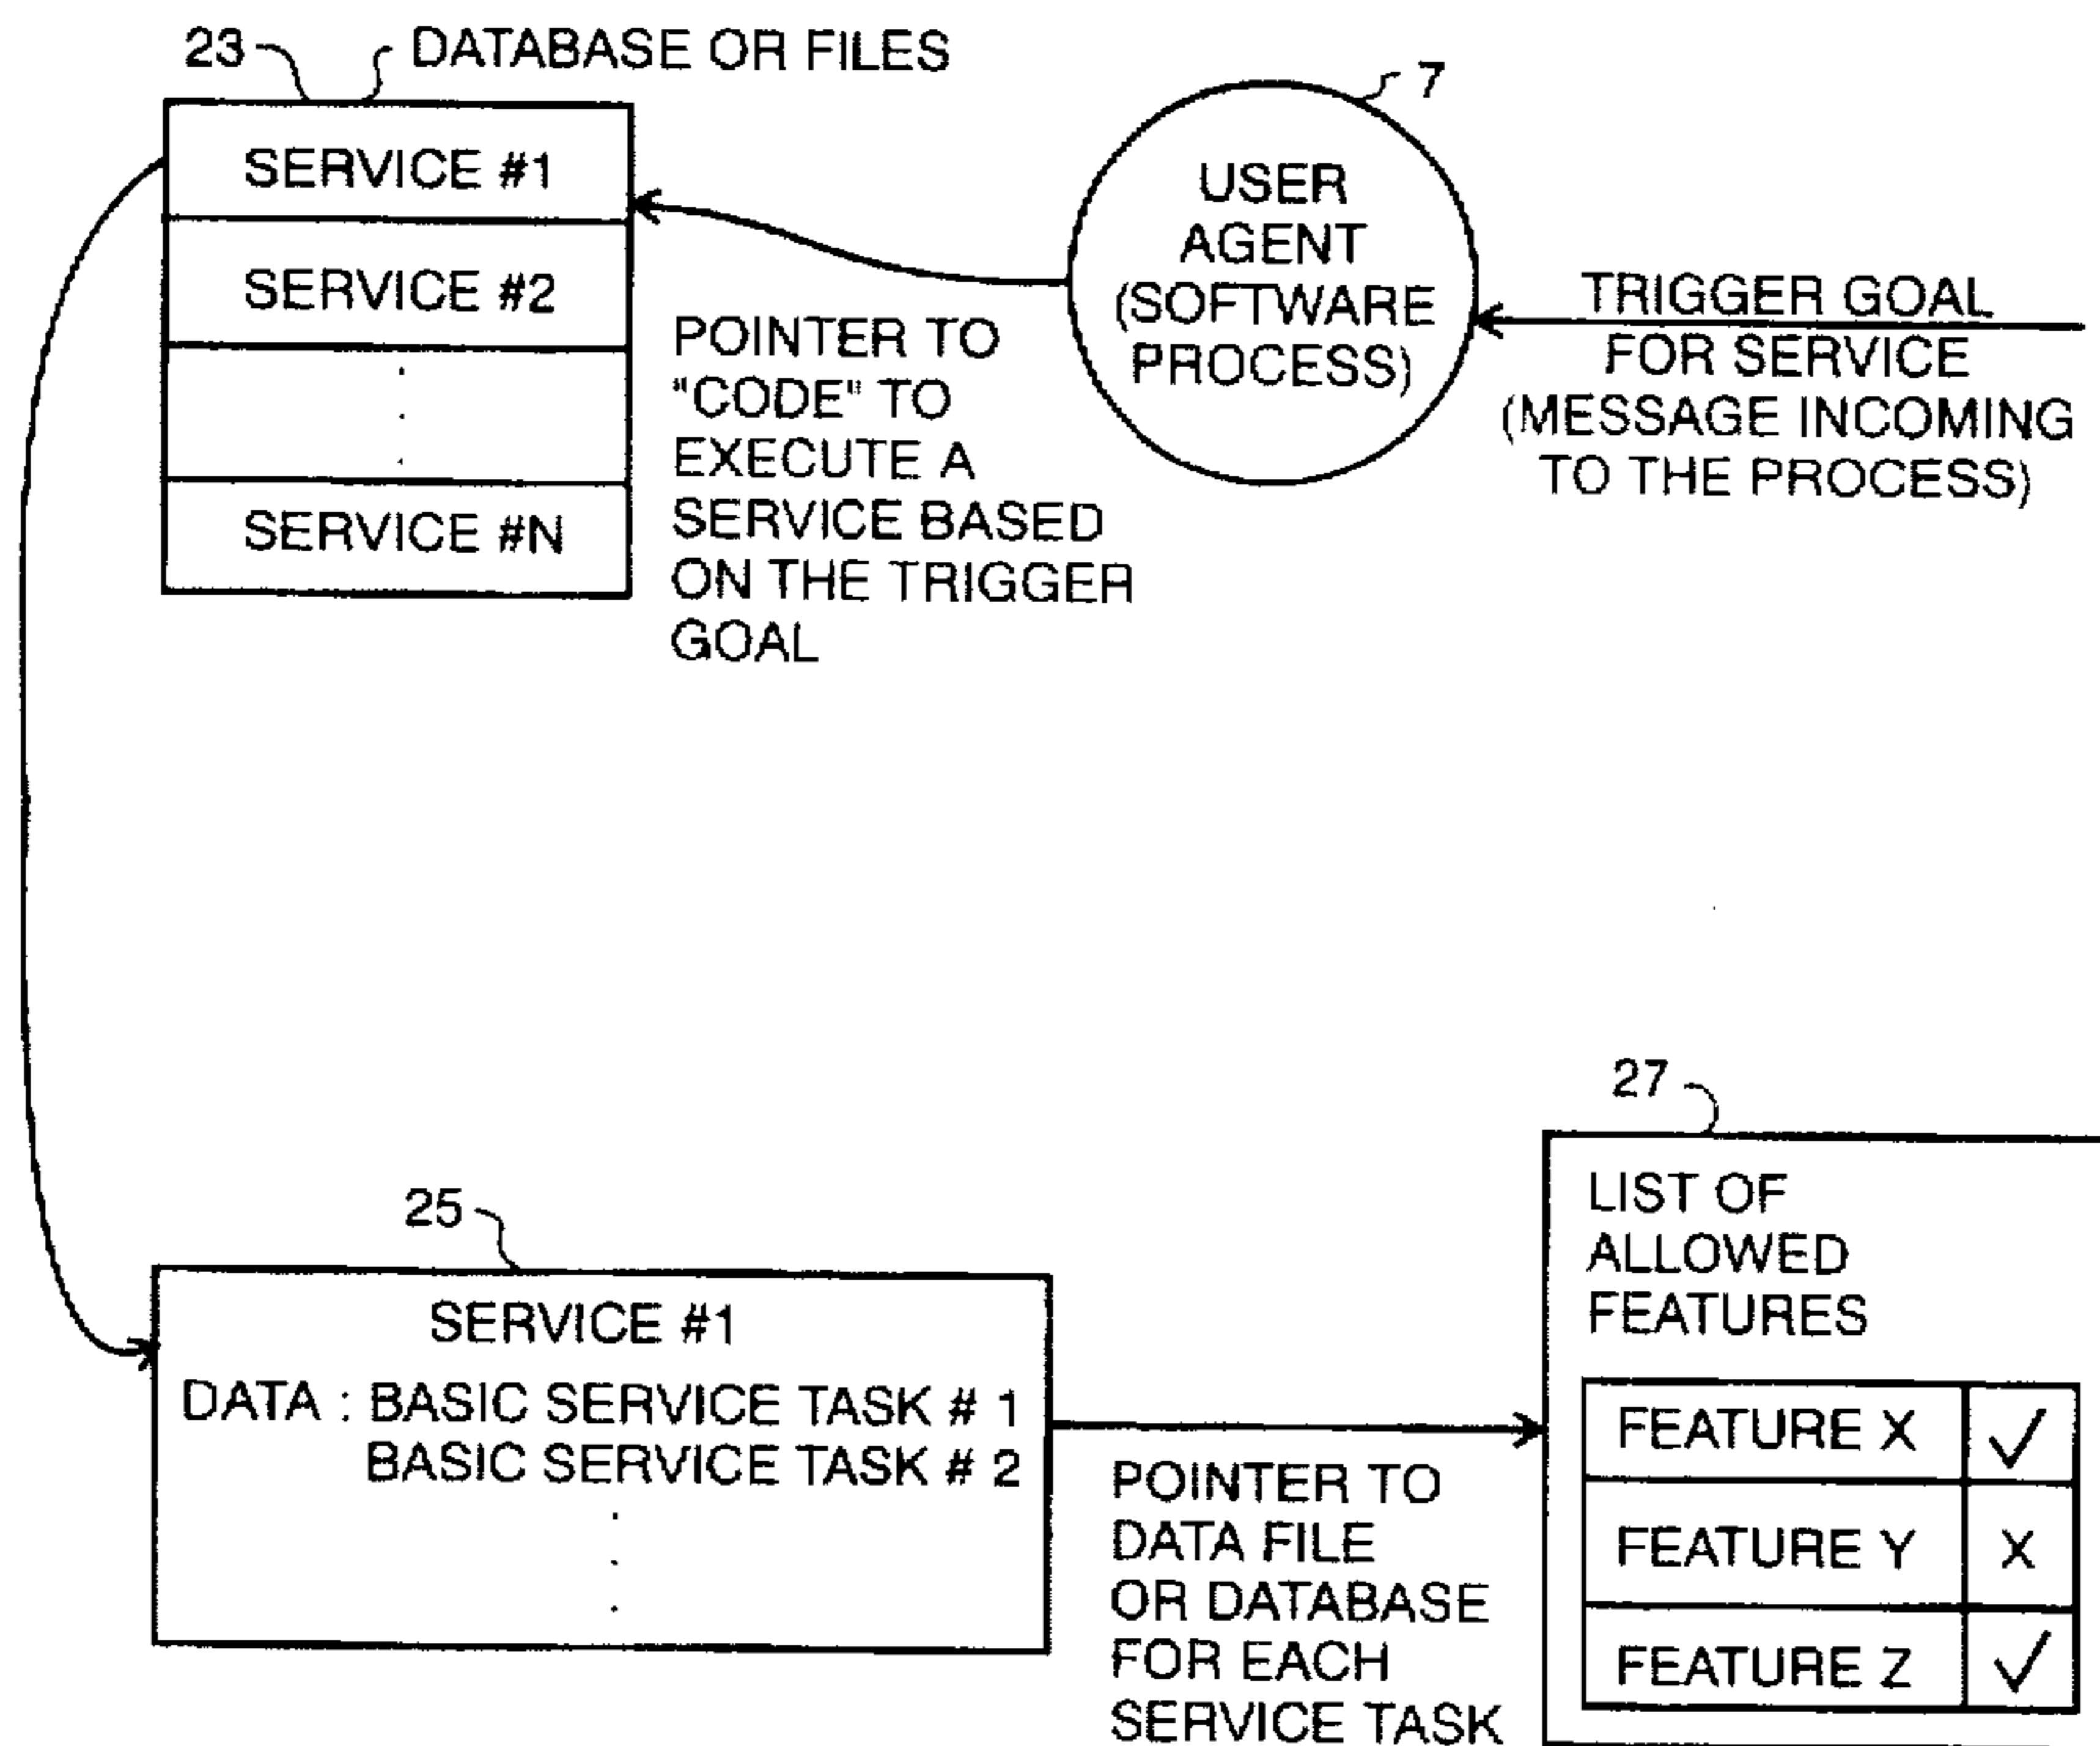 23
DATABASE OR FILES
SERVICE #1
SERVICE #2
SERVICE #N
POINTER TO
"CODE" TO
EXECUTE A
SERVICE BASED
ON THE TRIGGER
GOAL
7
USER
AGENT
(SOFTWARE
PROCESS)
TRIGGER GOAL
FOR SERVICE
(MESSAGE INCOMING
TO THE PROCESS)
25
SERVICE #1
DATA : BASIC SERVICE TASK # 1
BASIC SERVICE TASK # 2
POINTER TO
DATA FILE
OR DATABASE
FOR EACH
SERVICE TASK
27
LIST OF
ALLOWED
FEATURES
FEATURE X ✓
FEATURE Y X
FEATURE Z ✓